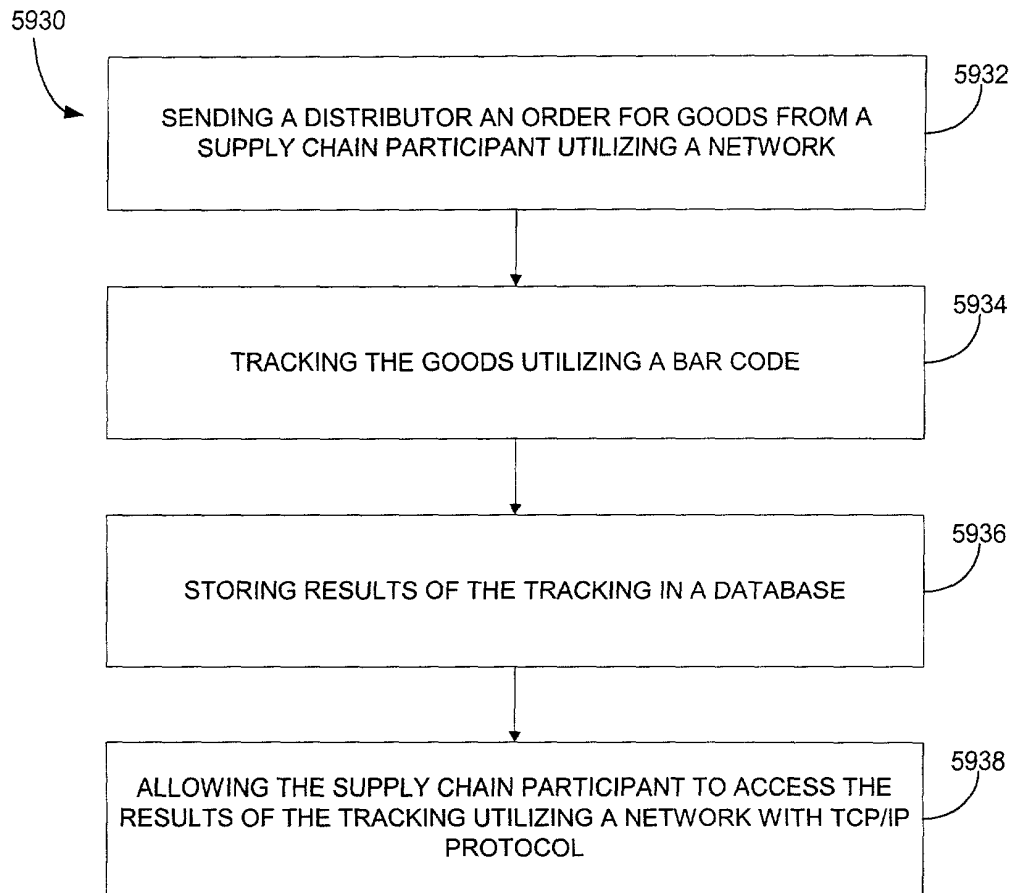 5930
5932
SENDING A DISTRIBUTOR AN ORDER FOR GOODS FROM A
SUPPLY CHAIN PARTICIPANT UTILIZING A NETWORK
5934
TRACKING THE GOODS UTILIZING A BAR CODE
5936
STORING RESULTS OF THE TRACKING IN A DATABASE
5938
ALLOWING THE SUPPLY CHAIN PARTICIPANT TO ACCESS THE
RESULTS OF THE TRACKING UTILIZING A NETWORK WITH TCP/IP
PROTOCOL